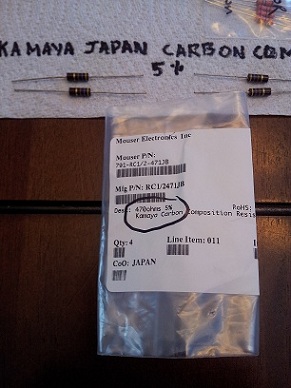 KAMAYA JAPAN CARBON COM
5%
Mouser Electronics Inc
Mouser P/N:
791-RC1/2-471JB
Mfg P/N: RC1/2471JB
Desc: 470ohms 5% RoHS:
Kamaya Carbon Composition Resis
Qty: 4 Line Item: 011
CoO: JAPAN